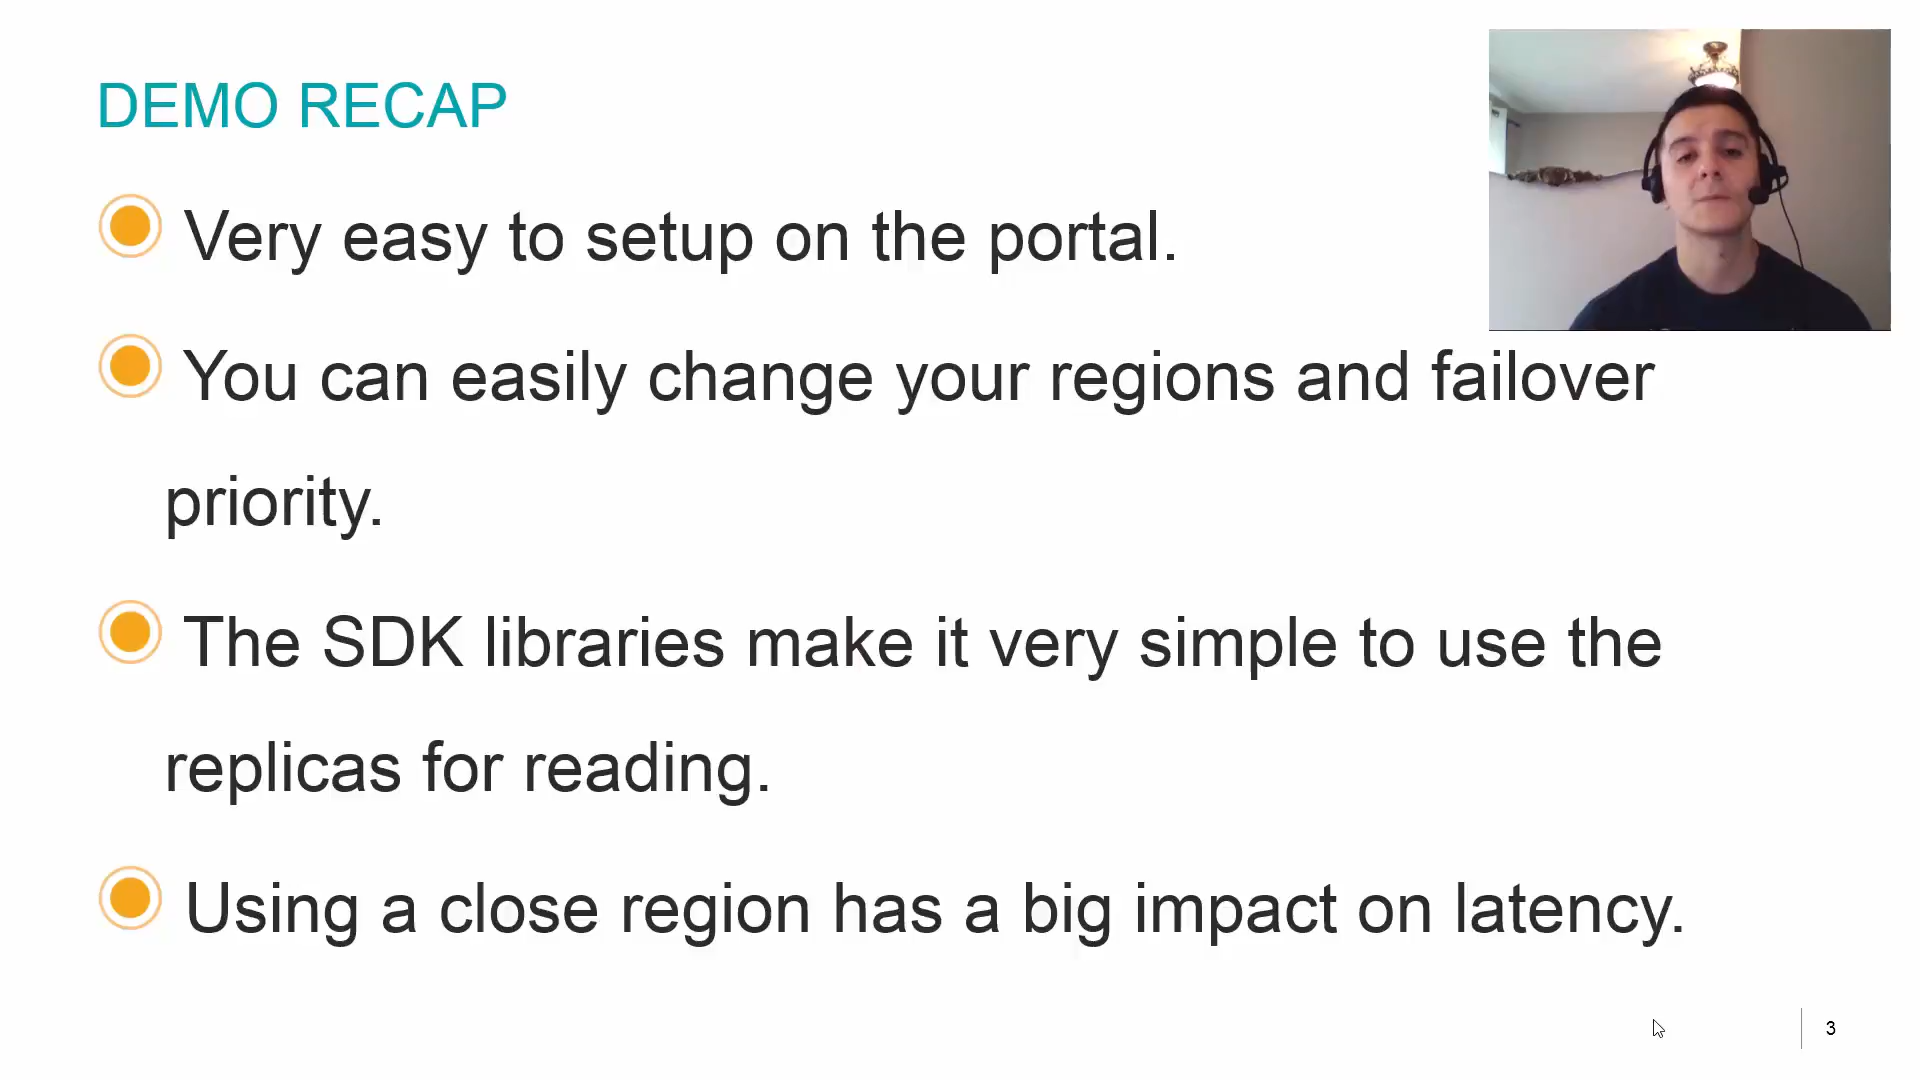 DEMO RECAP
Very easy to setup on the portal.
You can easily change your regions and failover
priority.
The SDK libraries make it very simple to use the
replicas for reading.
Using a close region has a big impact on latency.
3